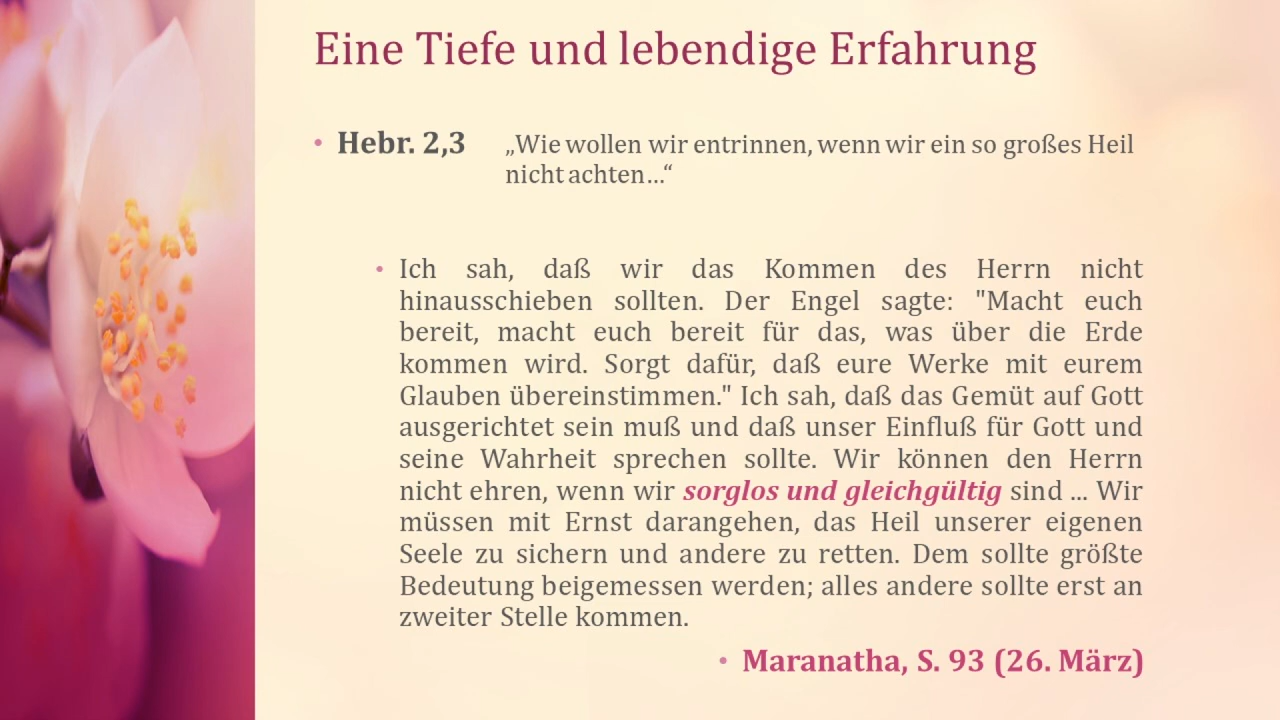 Eine Tiefe und lebendige Erfahrung
• Hebr. 2,3 „Wie wollen wir entrinnen, wenn wir ein so großes Heil
nicht achten…“
• Ich sah, daß wir das Kommen des Herrn nicht
hinausschieben sollten. Der Engel sagte: "Macht euch
bereit, macht euch bereit für das, was über die Erde
kommen wird. Sorgt dafür, daß eure Werke mit eurem
Glauben übereinstimmen." Ich sah, daß das Gemüt auf Gott
ausgerichtet sein muß und daß unser Einfluß für Gott und
seine Wahrheit sprechen sollte. Wir können den Herrn
nicht ehren, wenn wir sorglos und gleichgültig sind ... Wir
müssen mit Ernst darangehen, das Heil unserer eigenen
Seele zu sichern und andere zu retten. Dem sollte größte
Bedeutung beigemessen werden; alles andere sollte erst an
zweiter Stelle kommen.
• Maranatha, S. 93 (26. März)